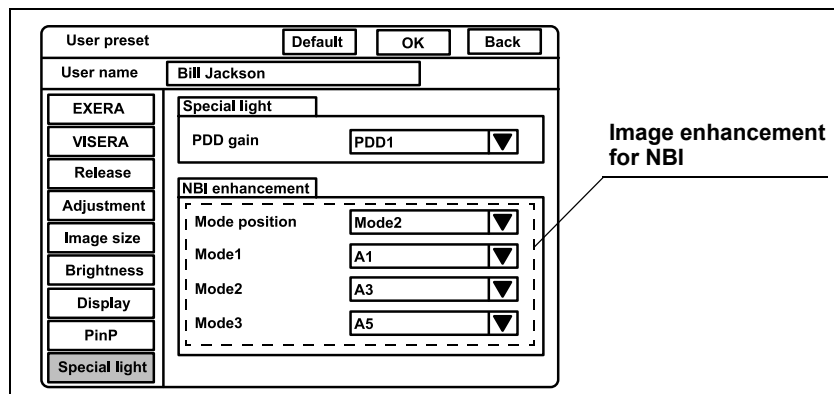 User preset Default OK Back
User name Bill Jackson
EXERA
VISERA
Release
Adjustment
Image size
Brightness
Display
PinP
Special light
Special light
PDD gain PDD1
NBI enhancement
Mode position Mode2
Mode1 A1
Mode2 A3
Mode3 A5
Image enhancement
for NBI